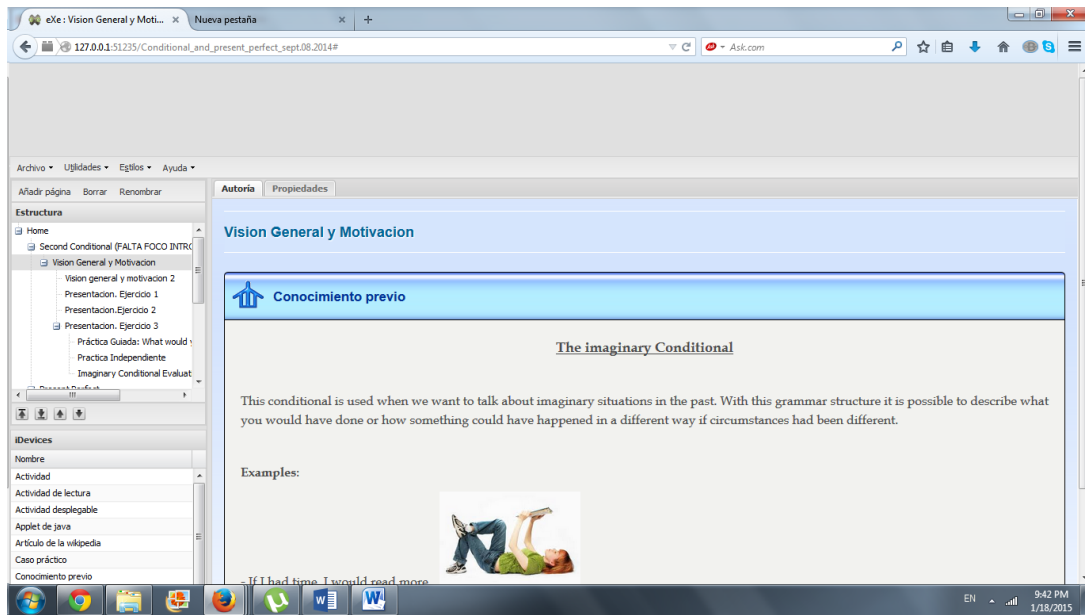 eXe : Vision General y Moti...
Nueva pestaña
127.0.0.1:51235/Conditional_and_present_perfect_sept.08.2014#
Ask.com
Archivo Utilidades Estilos Ayuda
Añadir página Borrar Renombrar
Autoría Propiedades
Estructura
Home
Second Conditional (FALTA FOCO INTRO
Vision General y Motivacion
Vision general y motivacion 2
Presentacion. Ejercicio 1
Presentacion.Ejercicio 2
Presentacion. Ejercicio 3
Práctica Guiada: What would y
Practica Independiente
Imaginary Conditional Evaluat
Present Perfect
iDevices
Nombre
Actividad
Actividad de lectura
Actividad desplegable
Applet de java
Artículo de la wikipedia
Caso práctico
Conocimiento previo
Vision General y Motivacion
Conocimiento previo
The imaginary Conditional
This conditional is used when we want to talk about imaginary situations in the past. With this grammar structure it is possible to describe what
you would have done or how something could have happened in a different way if circumstances had been different.
Examples:
- If I had time, I would read more
EN
9:42 PM
1/18/2015